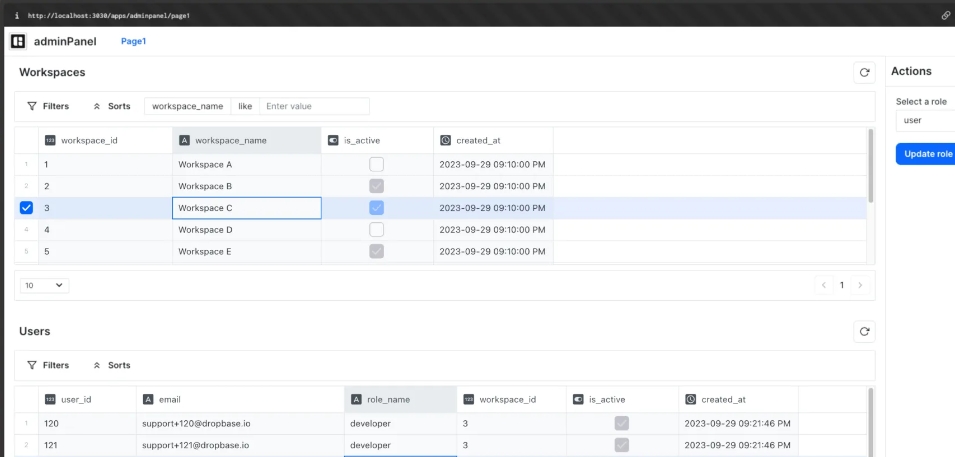 i http://localhost:3030/apps/adminpanel/page1
adminPanel Page1
Workspaces
Filters Sorts workspace_name like Enter value
123 workspace_id A workspace_name is_active created_at
1 1 Workspace A 2023-09-29 09:10:00 PM
2 2 Workspace B 2023-09-29 09:10:00 PM
3 Workspace C 2023-09-29 09:10:00 PM
4 4 Workspace D 2023-09-29 09:10:00 PM
5 5 Workspace E 2023-09-29 09:10:00 PM
10 1
Users
Filters Sorts
123 user_id A email A role_name 123 workspace_id is_active created_at
1 120 support+120@dropbase.io developer 3 2023-09-29 09:21:46 PM
2 121 support+121@dropbase.io developer 3 2023-09-29 09:21:46 PM
Actions
Select a role
user
Update role